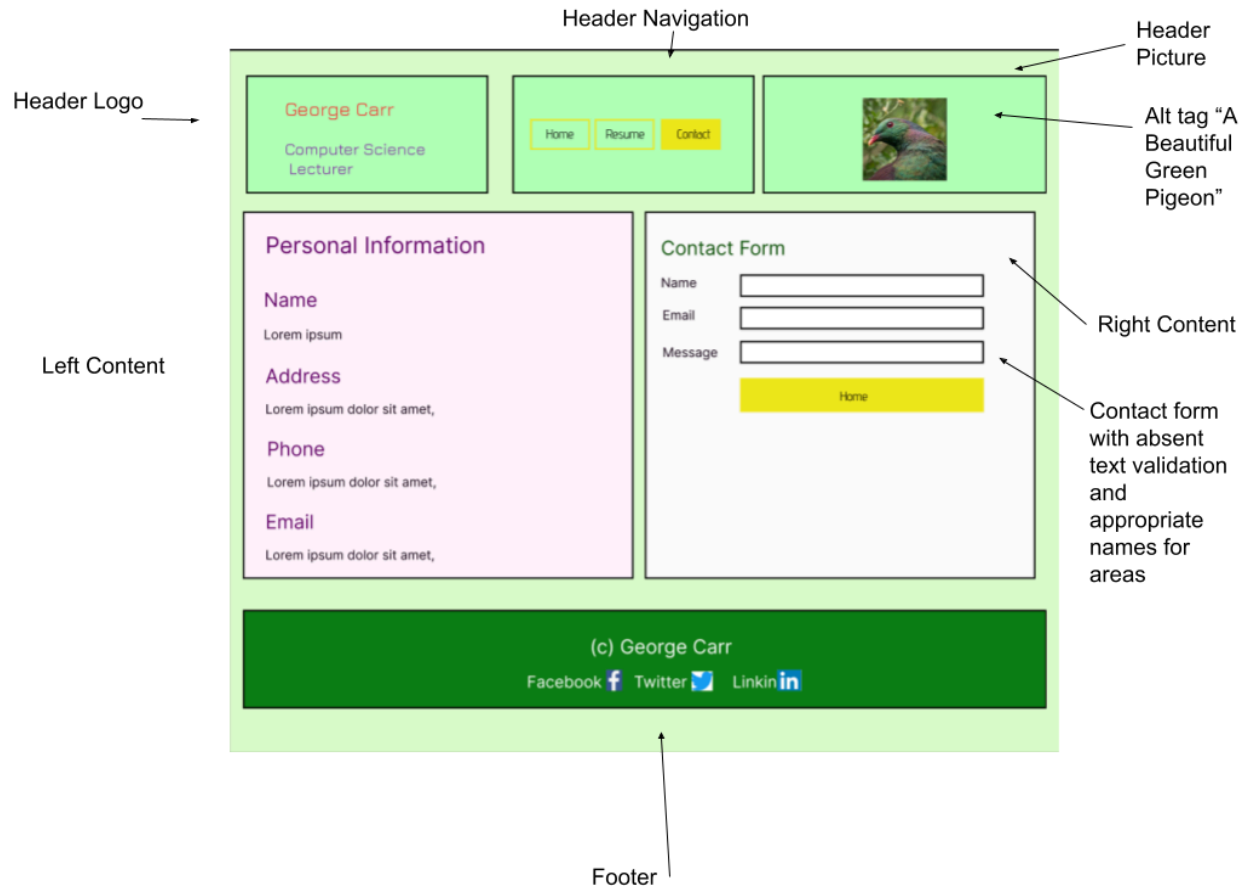 Header Navigation
Header
Picture
Header Logo
George Carr
Computer Science
Lecturer
Home
Resume
Contact
Alt tag “A
Beautiful
Green
Pigeon”
Left Content
Personal Information
Name
Lorem ipsum
Address
Lorem ipsum dolor sit amet,
Phone
Lorem ipsum dolor sit amet,
Email
Lorem ipsum dolor sit amet,
Contact Form
Name
Email
Message
Home
Right Content
Contact form
with absent
text validation
and
appropriate
names for
areas
(c) George Carr
Facebook f Twitter Linkin in
Footer